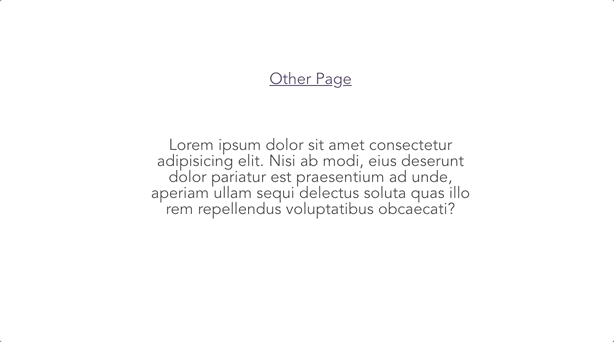 Other Page
Lorem ipsum dolor sit amet consectetur
adipisicing elit. Nisi ab modi, eius deserunt
dolor pariatur est praesentium ad unde,
aperiam ullam sequi delectus soluta quas illo
rem repellendus voluptatibus obcaecati?